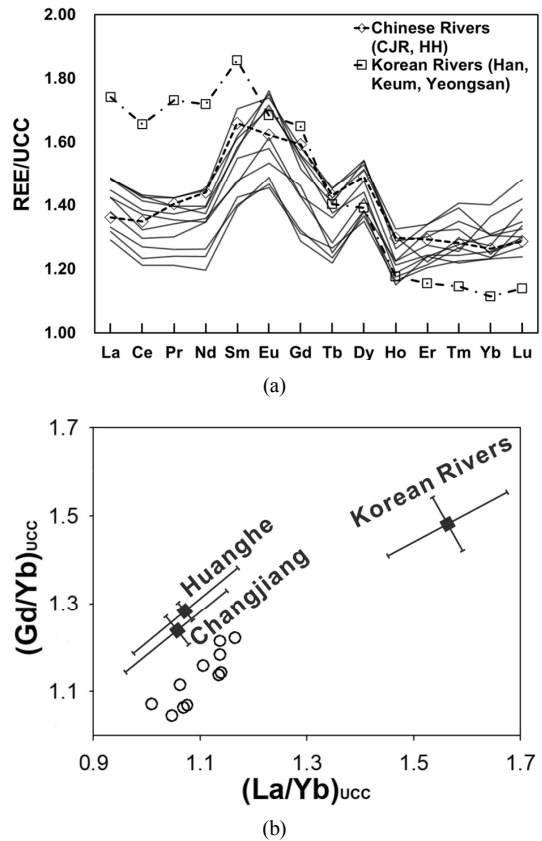 (a)
2.00
1.80
1.60
1.40
1.20
1.00
REE/UCC
Chinese Rivers
(CJR, HH)
Korean Rivers (Han,
Keum, Yeongsan)
La Ce Pr Nd Sm Eu Gd Tb Dy Ho Er Tm Yb Lu
(a)
1.7
1.5
1.3
1.1
(Gd/Yb)UCC
Korean Rivers
Huanghe
Changjiang
0.9 1.1 1.3 1.5 1.7
(La/Yb)UCC
(b)